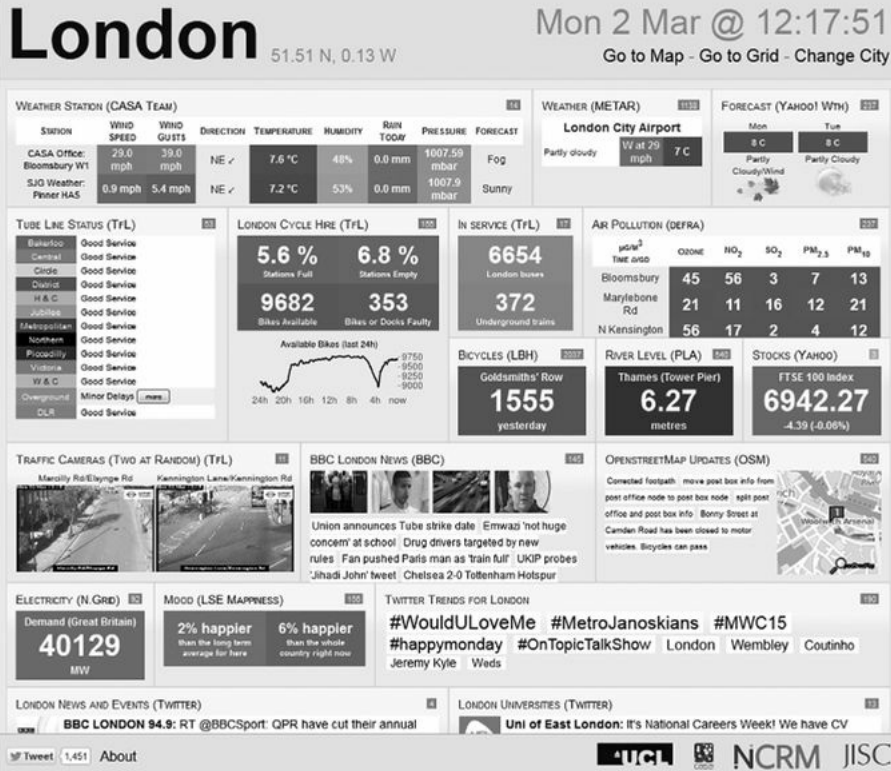 London
51.51 N, 0.13 W
Mon 2 Mar @ 12:17:51
Go to Map - Go to Grid - Change City
WEATHER STATION (CASA TEAM) 14
STATION WIND SPEED WIND GUSTS DIRECTION TEMPERATURE HUMIDITY RAIN TODAY PRESSURE FORECAST
CASA Office: Bloomsbury W1 29.0 mph 39.0 mph NE ↙ 7.6 °C 48% 0.0 mm 1007.59 mbar Fog
SJG Weather: Pinner HA5 0.9 mph 5.4 mph NE ↙ 7.2 °C 53% 0.0 mm 1007.9 mbar Sunny
WEATHER (METAR)
London City Airport
Partly cloudy W at 29 mph 7 C
FORECAST (YAHOO! WTH) 237
Mon Tue
8 C 8 C
Partly Cloudy/Wind Partly Cloudy
TUBE LINE STATUS (TFL)
Bakerloo Good Service
Central Good Service
Circle Good Service
District Good Service
H & C Good Service
Jubilee Good Service
Metropolitan Good Service
Northern Good Service
Piccadilly Good Service
Victoria Good Service
W & C Good Service
Overground Minor Delays more
DLR Good Service
LONDON CYCLE HIRE (TFL)
5.6 % 6.8 %
Stations Full Stations Empty
9682 353
Bikes Available Bikes or Docks Faulty
Available Bikes (last 24h)
9750
9500
9250
9000
24h 20h 16h 12h 8h 4h now
IN SERVICE (TFL) 17
6654
London buses
372
Underground trains
AIR POLLUTION (DEFRA) 237
µG/M³ TIME AVGD OZONE NO₂ SO₂ PM₂.₅ PM₁₀
Bloomsbury 45 56 3 7 13
Marylebone Rd 21 11 16 12 21
N Kensington 56 17 2 4 12
BICYCLES (LBH)
Goldsmiths' Row
1555
yesterday
RIVER LEVEL (PLA) 540
Thames (Tower Pier)
6.27
metres
STOCKS (YAHOO)
FTSE 100 Index
6942.27
-4.39 (-0.06%)
TRAFFIC CAMERAS (TWO AT RANDOM) (TFL) 11
Kennington Lane/Kennington Rd
BBC LONDON NEWS (BBC) 145
Union announces Tube strike date Emwazi 'not huge
concern' at school Drug drivers targeted by new
rules Fan pushed Paris man as 'train full' UKIP probes
'Jihadi John' tweet Chelsea 2-0 Tottenham Hotspur
OPENSTREETMAP UPDATES (OSM) 540
Corrected footpath move post box info from
post office node to post box node split post
office and post box info Bonny Street at
Camden Road has been closed to motor
vehicles. Bicycles can pass
Woolwich Arsenal
1
ELECTRICITY (N.GRID)
Demand (Great Britain)
40129
MW
MOOD (LSE MAPPINESS)
2% happier
than the long term
average for here
6% happier
than the whole
country right now
TWITTER TRENDS FOR LONDON 190
#WouldULoveMe #MetroJanoskians #MWC15
#happymonday #OnTopicTalkShow London Wembley Coutinho
Jeremy Kyle Weds
LONDON NEWS AND EVENTS (TWITTER) 4
BBC LONDON 94.9: RT @BBCSport: QPR have cut their annual
LONDON UNIVERSITIES (TWITTER) 13
Uni of East London: It's National Careers Week! We have CV
Tweet 1,451 About
UCL casa NCRM JISC